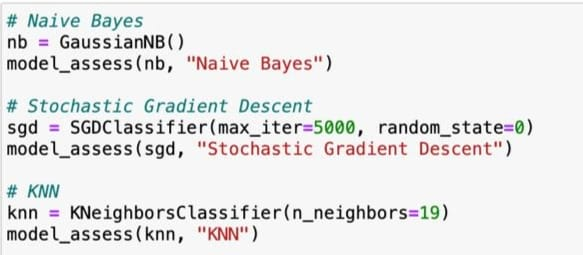 # Naive Bayes
nb = GaussianNB()
model_assess(nb, "Naive Bayes")
# Stochastic Gradient Descent
sgd = SGDClassifier(max_iter=5000, random_state=0)
model_assess(sgd, "Stochastic Gradient Descent")
# KNN
knn = KNeighborsClassifier(n_neighbors=19)
model_assess(knn, "KNN")